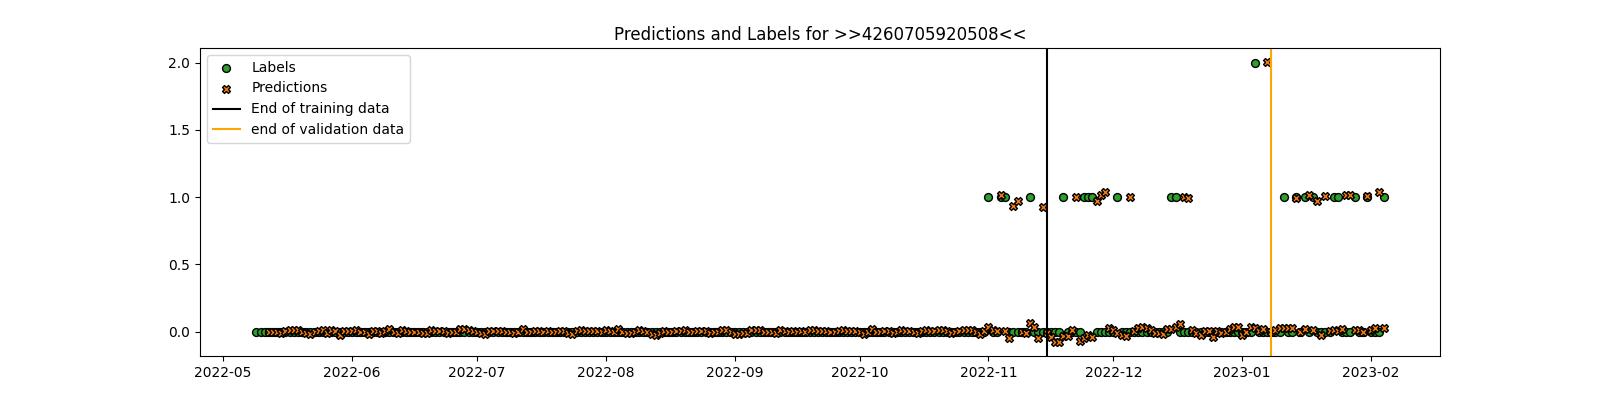 Predictions and Labels for >>4260705920508<<
Labels
Predictions
End of training data
end of validation data
2.0
1.5
1.0
0.5
0.0
2022-05 2022-06 2022-07 2022-08 2022-09 2022-10 2022-11 2022-12 2023-01 2023-02